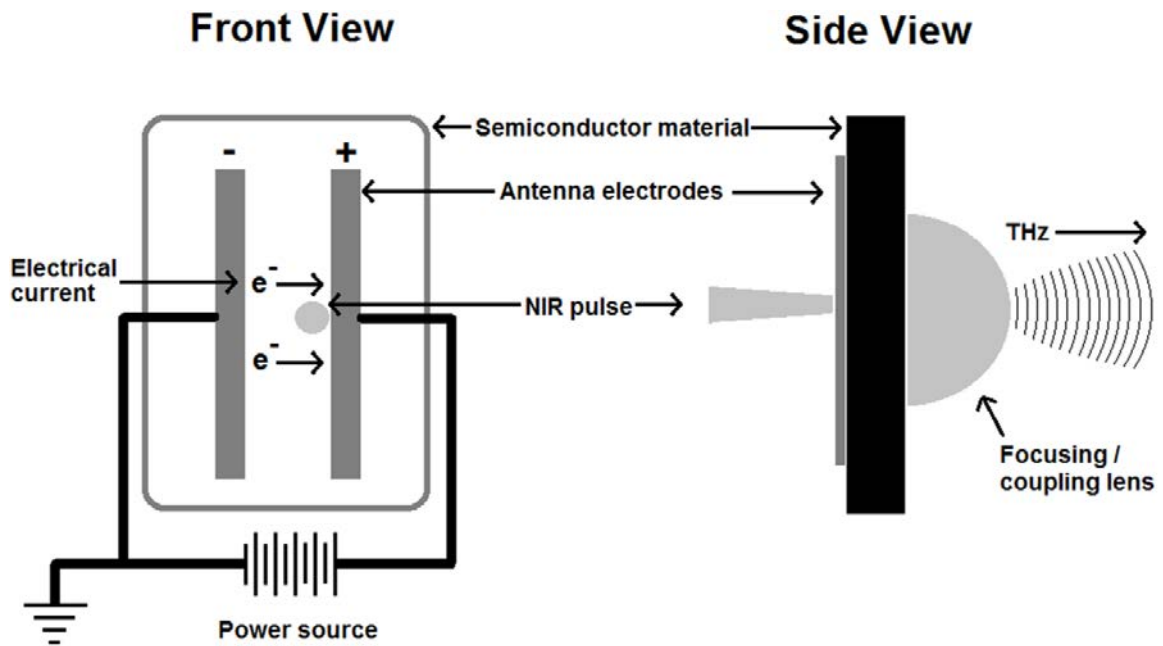 Front View
Side View
Semiconductor material
- +
Antenna electrodes
THz
Electrical
current
e-
NIR pulse
e-
Focusing /
coupling lens
Power source